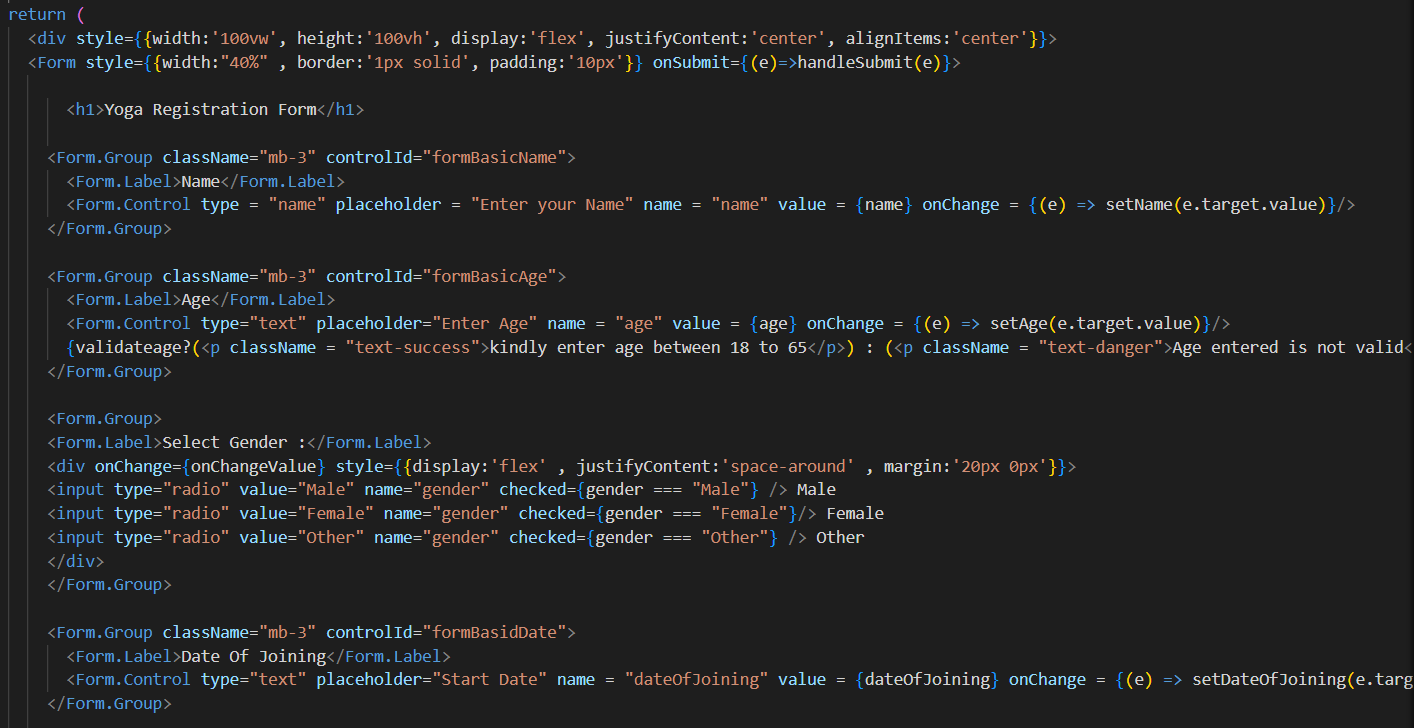 return (
<div style={{width:'100vw', height:'100vh', display:'flex', justifyContent:'center', alignItems:'center'}}>
<Form style={{width:"40%" , border:'1px solid', padding:'10px'}} onSubmit={(e)=>handleSubmit(e)}>
<h1>Yoga Registration Form</h1>
<Form.Group className="mb-3" controlId="formBasicName">
<Form.Label>Name</Form.Label>
<Form.Control type = "name" placeholder = "Enter your Name" name = "name" value = {name} onChange = {(e) => setName(e.target.value)}/>
</Form.Group>
<Form.Group className="mb-3" controlId="formBasicAge">
<Form.Label>Age</Form.Label>
<Form.Control type="text" placeholder="Enter Age" name = "age" value = {age} onChange = {(e) => setAge(e.target.value)}/>
{validateage?(<p className = "text-success">kindly enter age between 18 to 65</p>) : (<p className = "text-danger">Age entered is not valid<
</Form.Group>
<Form.Group>
<Form.Label>Select Gender :</Form.Label>
<div onChange={onChangeValue} style={{display:'flex' , justifyContent:'space-around' , margin:'20px 0px'}}>
<input type="radio" value="Male" name="gender" checked={gender === "Male"} /> Male
<input type="radio" value="Female" name="gender" checked={gender === "Female"}/> Female
<input type="radio" value="Other" name="gender" checked={gender === "Other"} /> Other
</div>
</Form.Group>
<Form.Group className="mb-3" controlId="formBasidDate">
<Form.Label>Date Of Joining</Form.Label>
<Form.Control type="text" placeholder="Start Date" name = "dateOfJoining" value = {dateOfJoining} onChange = {(e) => setDateOfJoining(e.targ
</Form.Group>